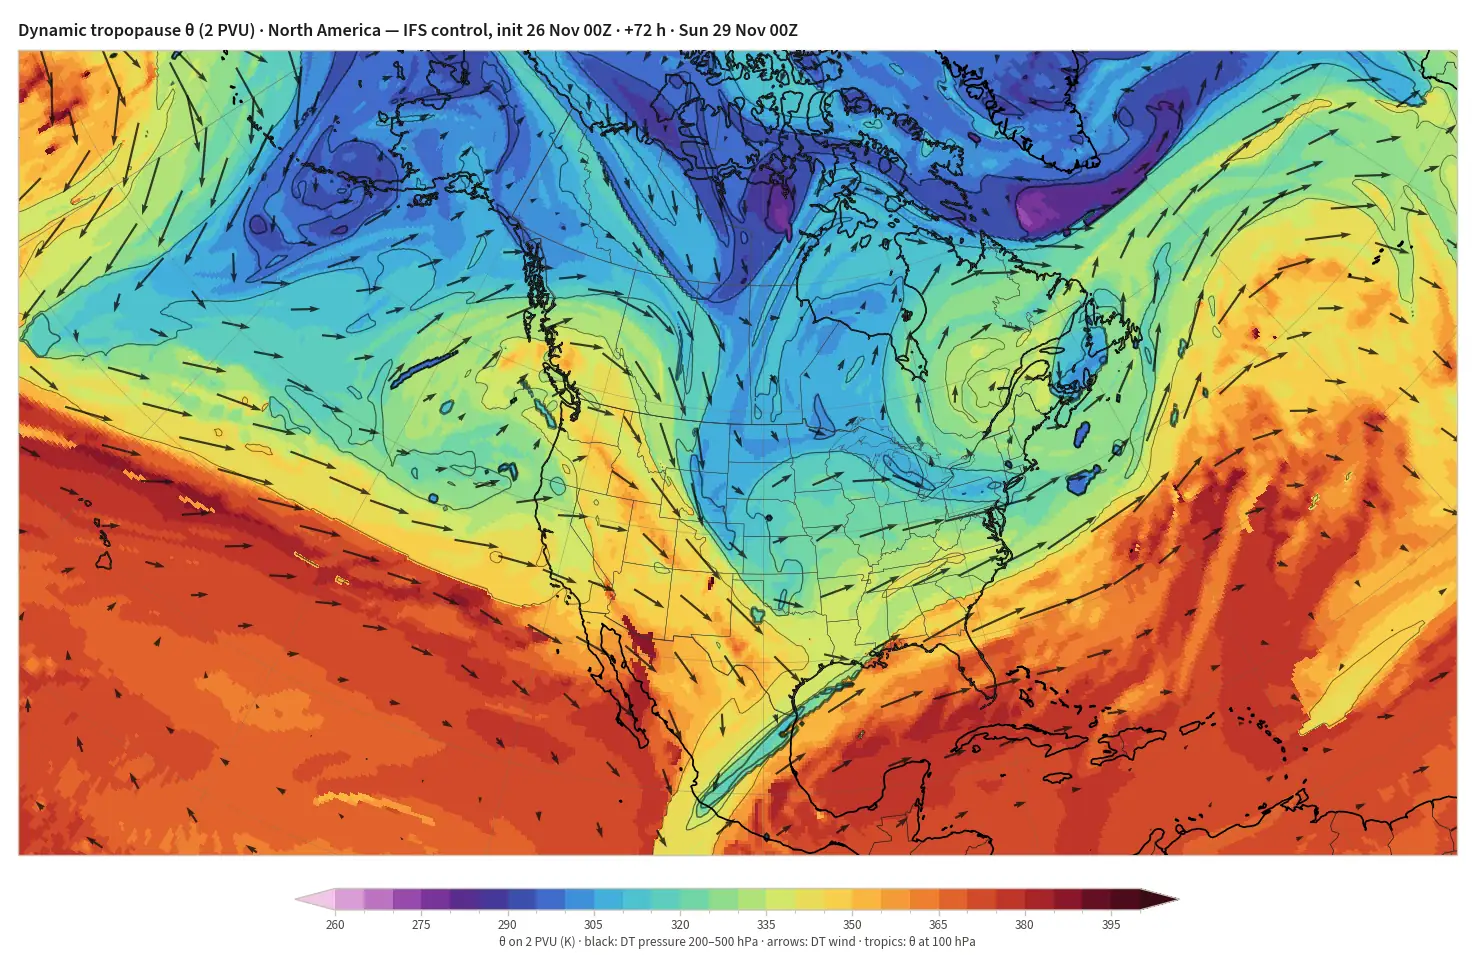 Dynamic tropopause θ (2 PVU) · North America — IFS control, init 26 Nov 00Z · +72 h · Sun 29 Nov 00Z
260 275 290 305 320 335 350 365 380 395
θ on 2 PVU (K) · black: DT pressure 200–500 hPa · arrows: DT wind · tropics: θ at 100 hPa